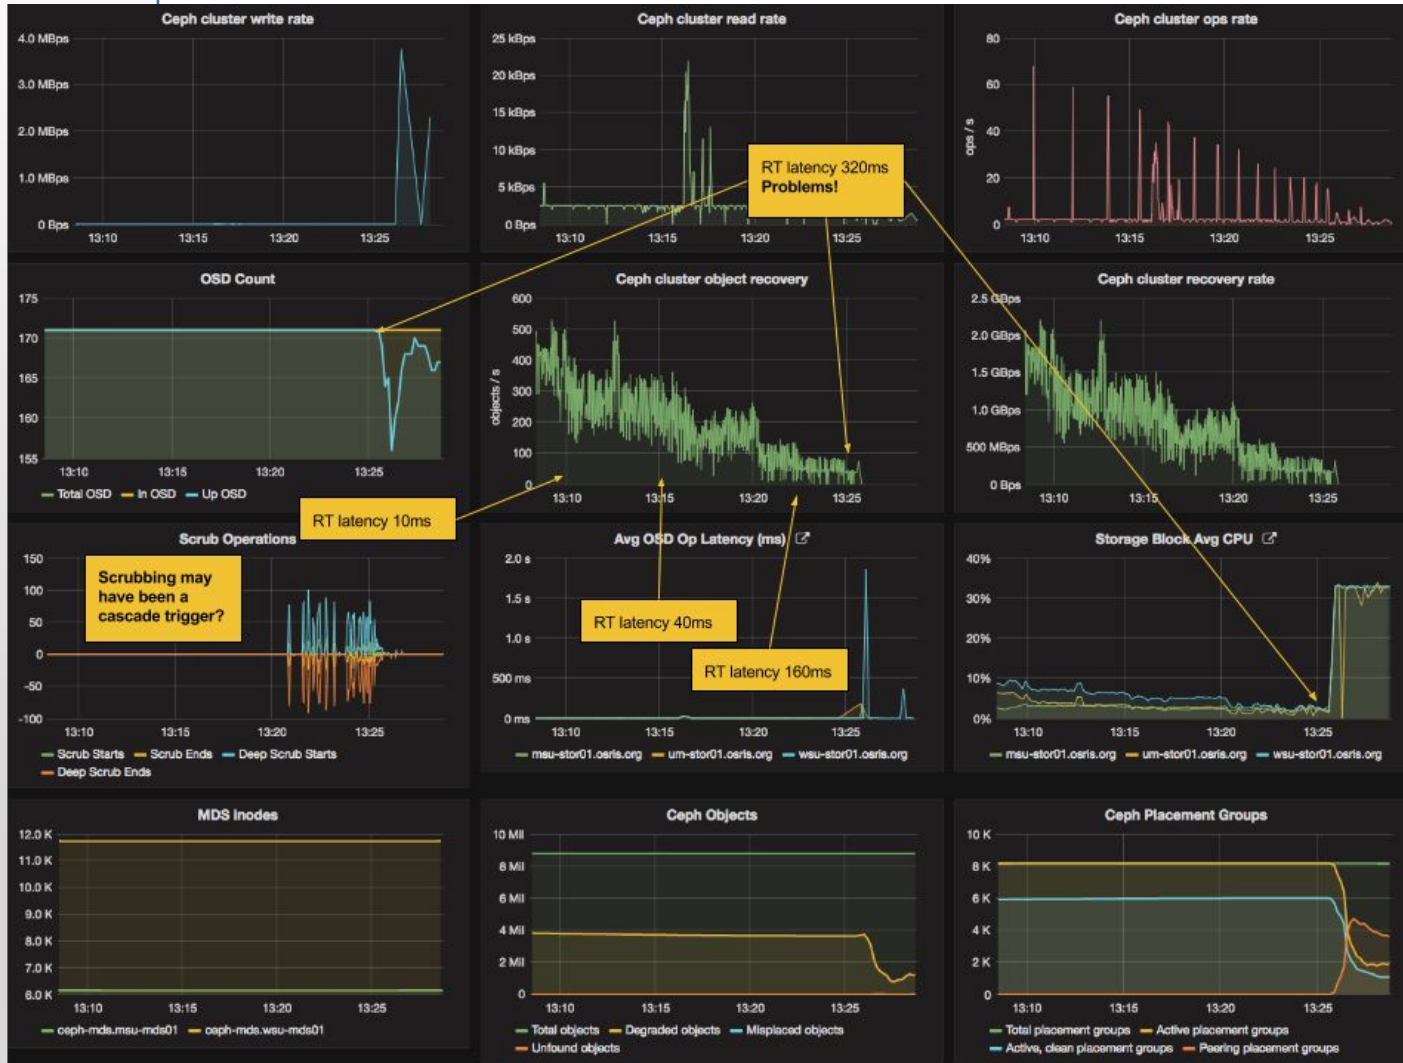 Ceph cluster write rate
4.0 MBps
3.0 MBps
2.0 MBps
1.0 MBps
0 Bps
13:10 13:15 13:20 13:25
Ceph cluster read rate
25 kBps
20 kBps
15 kBps
10 kBps
5 kBps
0 Bps
13:10 13:15 13:20 13:25
RT latency 320ms
Problems!
Ceph cluster ops rate
80
60
40
20
0
ops / s
13:10 13:15 13:20 13:25
OSD Count
175
170
165
160
155
13:10 13:15 13:20 13:25
Total OSD In OSD Up OSD
Ceph cluster object recovery
600
500
400
300
200
100
0
objects / s
13:10 13:15 13:20 13:25
Ceph cluster recovery rate
2.5 GBps
2.0 GBps
1.5 GBps
1.0 GBps
500 MBps
0 Bps
13:10 13:15 13:20 13:25
RT latency 10ms
Scrub Operations
150
100
50
0
-50
-100
Scrubbing may
have been a
cascade trigger?
13:10 13:15 13:20 13:25
Scrub Starts Scrub Ends Deep Scrub Starts
Deep Scrub Ends
Avg OSD Op Latency (ms)
2.0 s
1.5 s
1.0 s
500 ms
0 ms
RT latency 40ms
RT latency 160ms
13:10 13:15 13:20 13:25
msu-stor01.osris.org um-stor01.osris.org wsu-stor01.osris.org
Storage Block Avg CPU
40%
30%
20%
10%
0%
13:10 13:15 13:20 13:25
msu-stor01.osris.org um-stor01.osris.org wsu-stor01.osris.org
MDS Inodes
12.0 K
11.0 K
10.0 K
9.0 K
8.0 K
7.0 K
6.0 K
13:10 13:15 13:20 13:25
ceph-mds.msu-mds01 ceph-mds.wsu-mds01
Ceph Objects
10 Mil
8 Mil
6 Mil
4 Mil
2 Mil
0
13:10 13:15 13:20 13:25
Total objects Degraded objects Misplaced objects
Unfound objects
Ceph Placement Groups
10 K
8 K
6 K
4 K
2 K
0
13:10 13:15 13:20 13:25
Total placement groups Active placement groups
Active, clean placement groups Peering placement groups